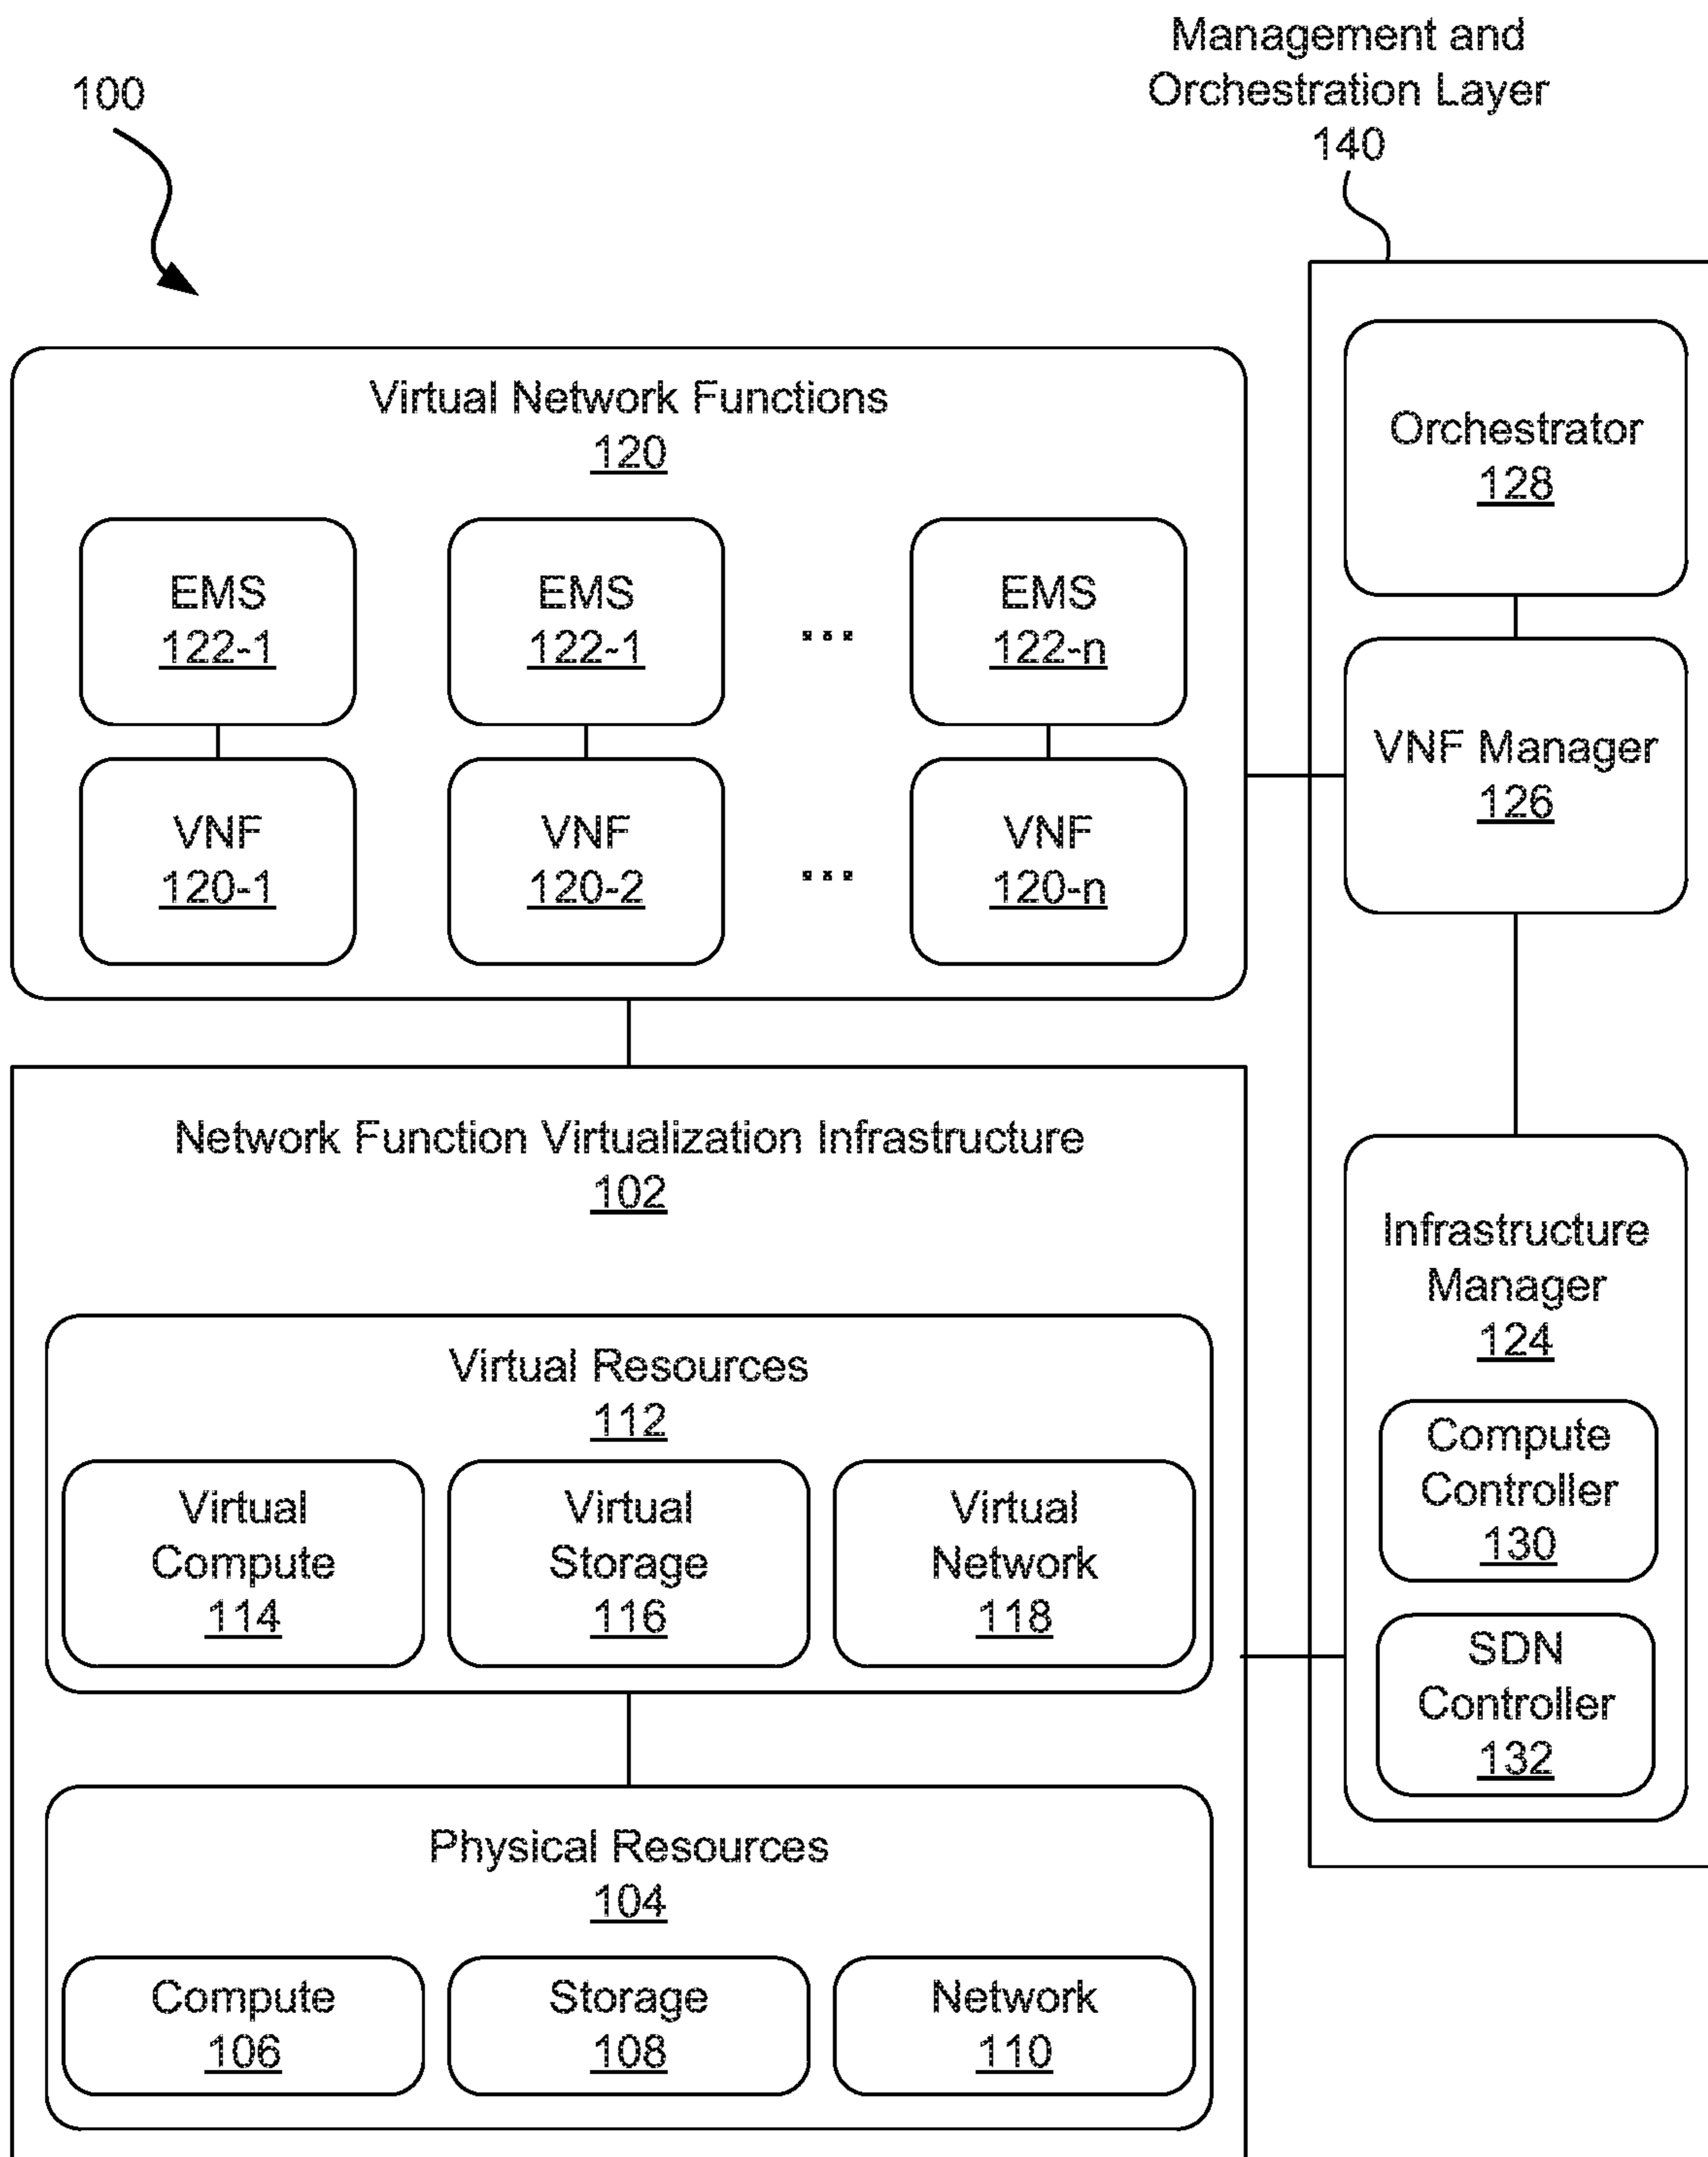 100
Management and
Orchestration Layer
140
Virtual Network Functions
120
EMS
122-1
EMS
122-1
...
EMS
122-n
VNF
120-1
VNF
120-2
...
VNF
120-n
Orchestrator
128
VNF Manager
126
Network Function Virtualization Infrastructure
102
Virtual Resources
112
Virtual
Compute
114
Virtual
Storage
116
Virtual
Network
118
Physical Resources
104
Compute
106
Storage
108
Network
110
Infrastructure
Manager
124
Compute
Controller
130
SDN
Controller
132